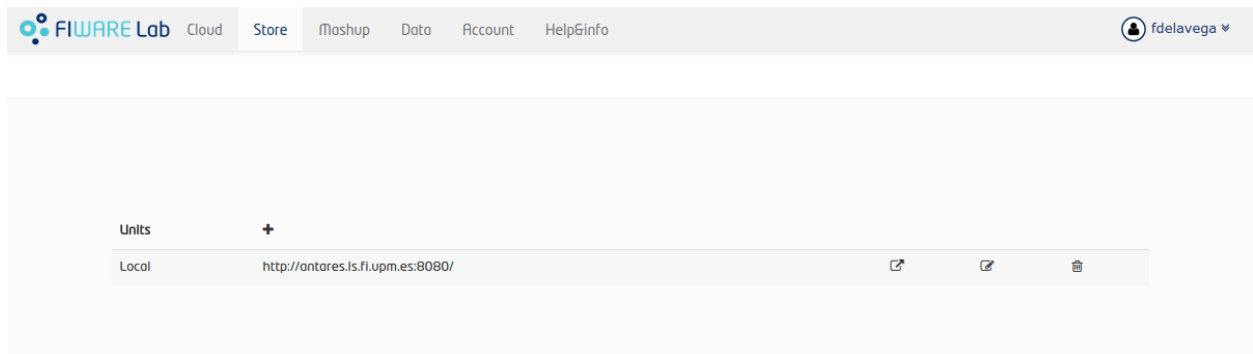 FIWARE Lab Cloud Store Mashup Data Account Help&info fdelavega
Units
Local http://antares.ls.fi.upm.es:8080/